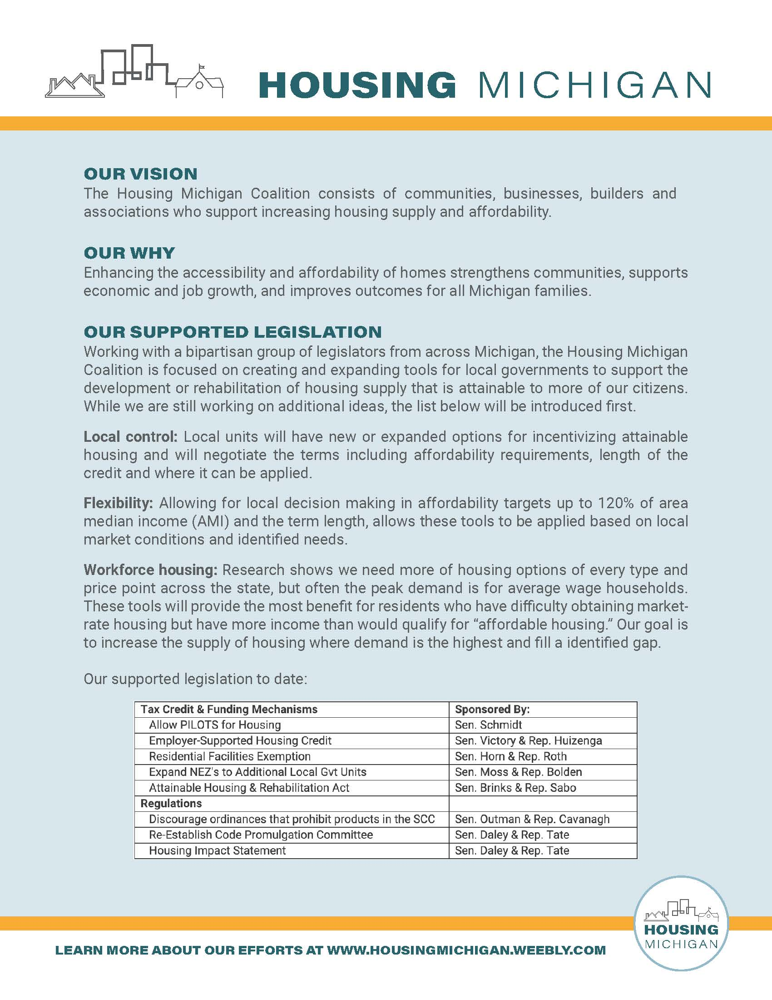 HOUSING MICHIGAN
OUR VISION
The Housing Michigan Coalition consists of communities, businesses, builders and
associations who support increasing housing supply and affordability.
OUR WHY
Enhancing the accessibility and affordability of homes strengthens communities, supports
economic and job growth, and improves outcomes for all Michigan families.
OUR SUPPORTED LEGISLATION
Working with a bipartisan group of legislators from across Michigan, the Housing Michigan
Coalition is focused on creating and expanding tools for local governments to support the
development or rehabilitation of housing supply that is attainable to more of our citizens.
While we are still working on additional ideas, the list below will be introduced first.
Local control: Local units will have new or expanded options for incentivizing attainable
housing and will negotiate the terms including affordability requirements, length of the
credit and where it can be applied.
Flexibility: Allowing for local decision making in affordability targets up to 120% of area
median income (AMI) and the term length, allows these tools to be applied based on local
market conditions and identified needs.
Workforce housing: Research shows we need more of housing options of every type and
price point across the state, but often the peak demand is for average wage households.
These tools will provide the most benefit for residents who have difficulty obtaining market-
rate housing but have more income than would qualify for “affordable housing.” Our goal is
to increase the supply of housing where demand is the highest and fill a identified gap.
Our supported legislation to date:
Tax Credit & Funding Mechanisms Sponsored By:
Allow PILOTS for Housing Sen. Schmidt
Employer-Supported Housing Credit Sen. Victory & Rep. Huizenga
Residential Facilities Exemption Sen. Horn & Rep. Roth
Expand NEZ's to Additional Local Gvt Units Sen. Moss & Rep. Bolden
Attainable Housing & Rehabilitation Act Sen. Brinks & Rep. Sabo
Regulations
Discourage ordinances that prohibit products in the SCC Sen. Outman & Rep. Cavanagh
Re-Establish Code Promulgation Committee Sen. Daley & Rep. Tate
Housing Impact Statement Sen. Daley & Rep. Tate
HOUSING
MICHIGAN
LEARN MORE ABOUT OUR EFFORTS AT WWW.HOUSINGMICHIGAN.WEEBLY.COM